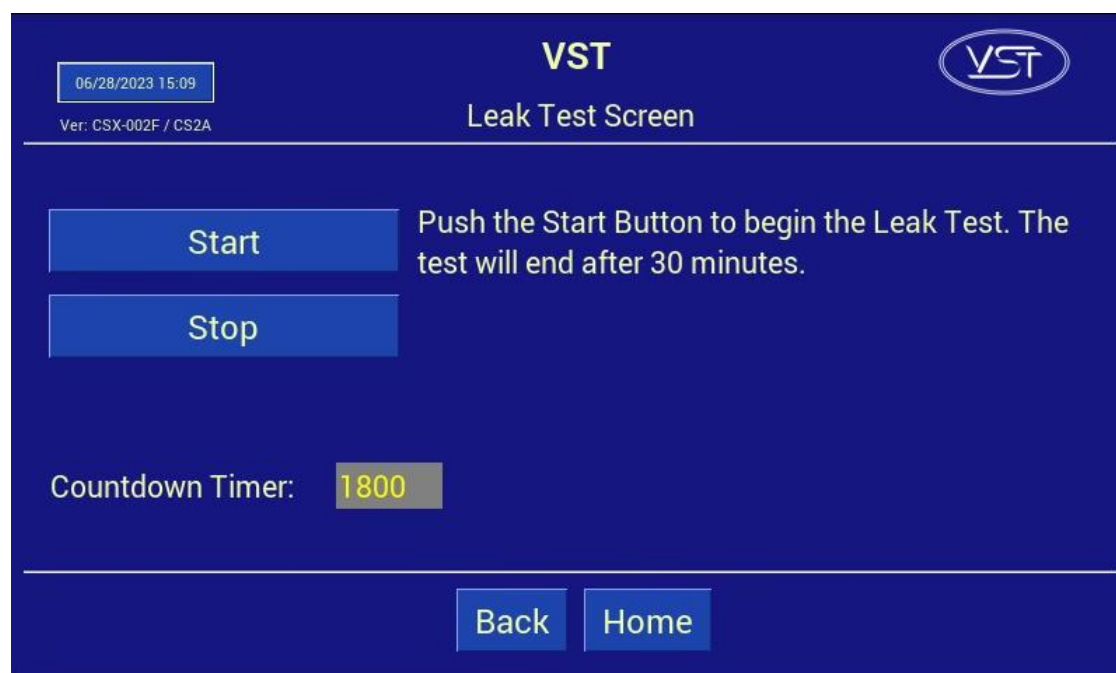 VST
VST
06/28/2023 15:09
Ver: CSX-002F / CS2A
Leak Test Screen
Start
Push the Start Button to begin the Leak Test. The
test will end after 30 minutes.
Stop
Countdown Timer: 1800
Back Home